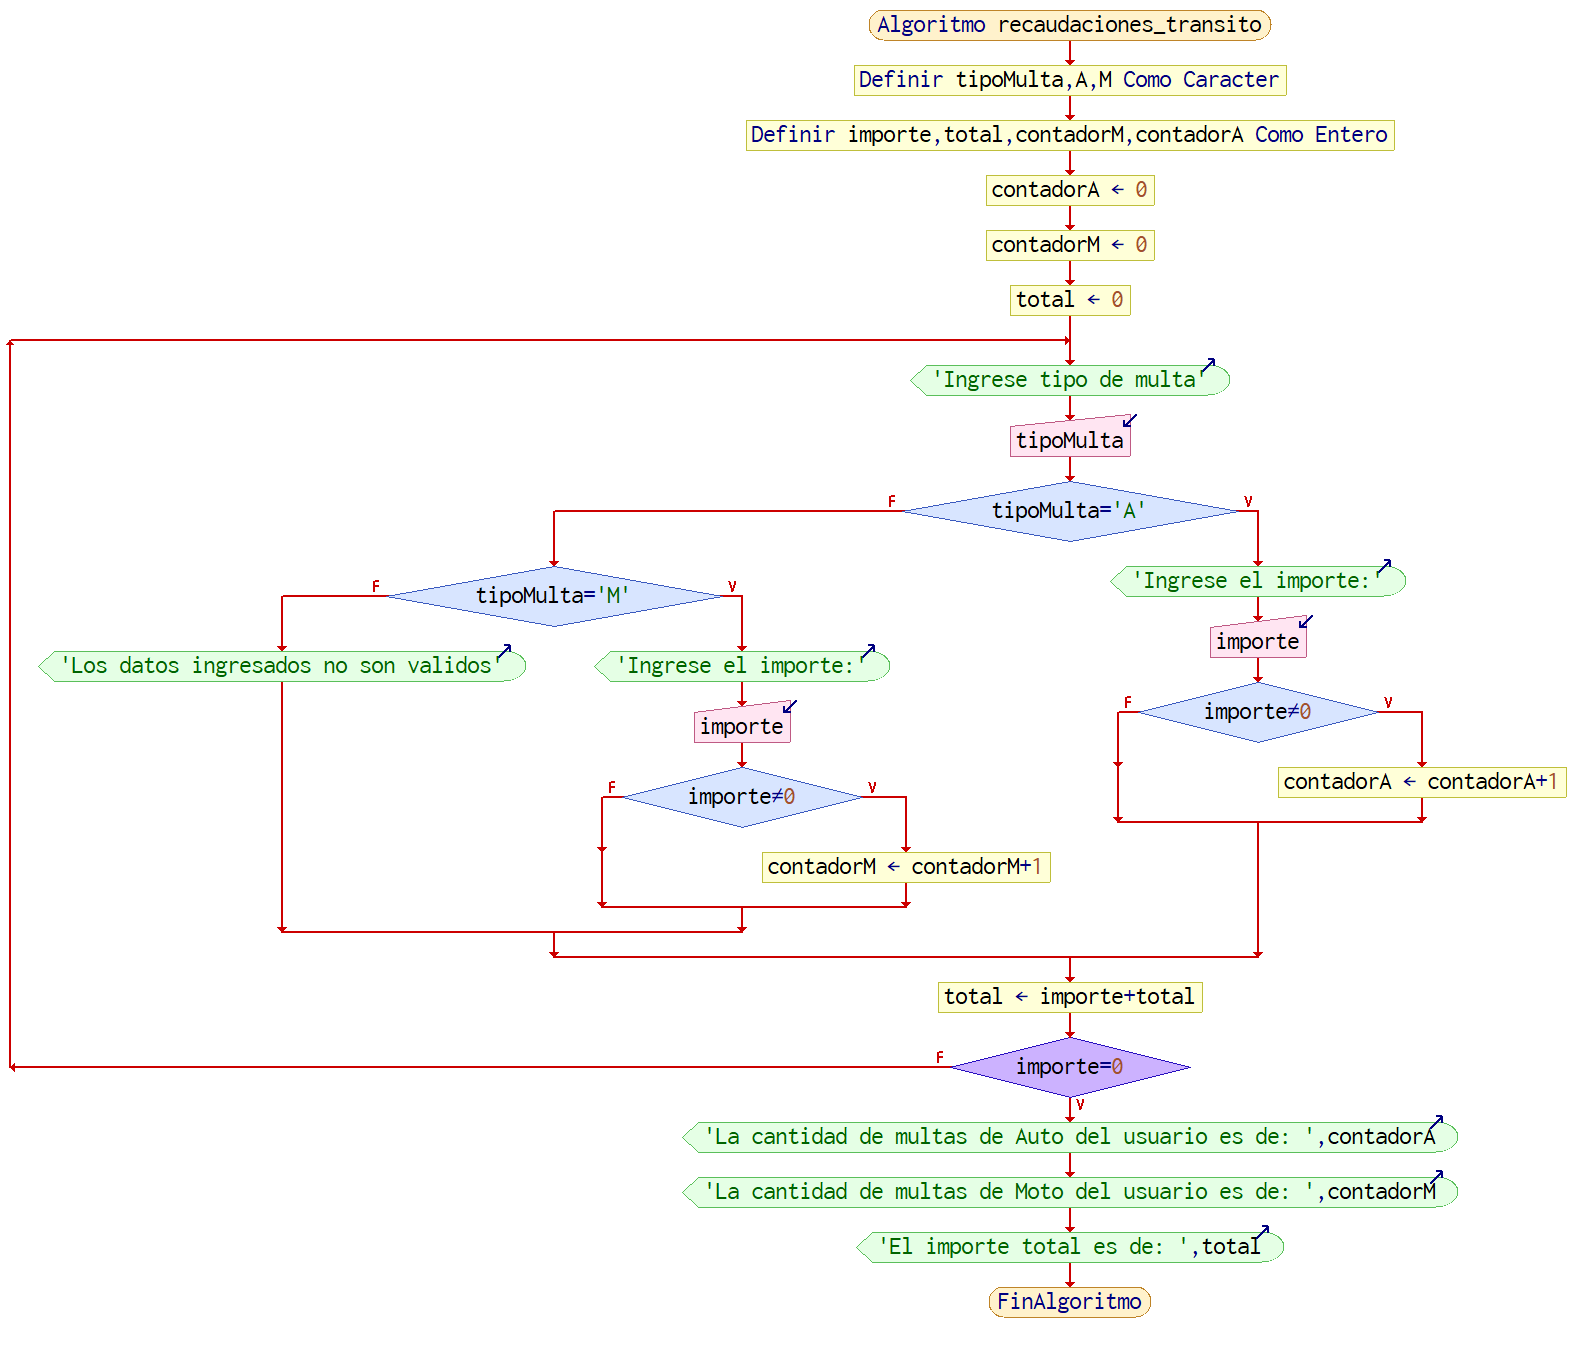 Algoritmo recaudaciones_transito
Definir tipoMulta,A,M Como Caracter
Definir importe,total,contadorM,contadorA Como Entero
contadorA ← 0
contadorM ← 0
total ← 0
'Ingrese tipo de multa'
tipoMulta
F
tipoMulta='A'
V
F
tipoMulta='M'
V
'Los datos ingresados no son validos'
'Ingrese el importe:'
importe
F
importe≠0
V
contadorM ← contadorM+1
'Ingrese el importe:'
importe
F
importe≠0
V
contadorA ← contadorA+1
total ← importe+total
F
importe=0
V
'La cantidad de multas de Auto del usuario es de: ',contadorA
'La cantidad de multas de Moto del usuario es de: ',contadorM
'El importe total es de: ',total
FinAlgoritmo